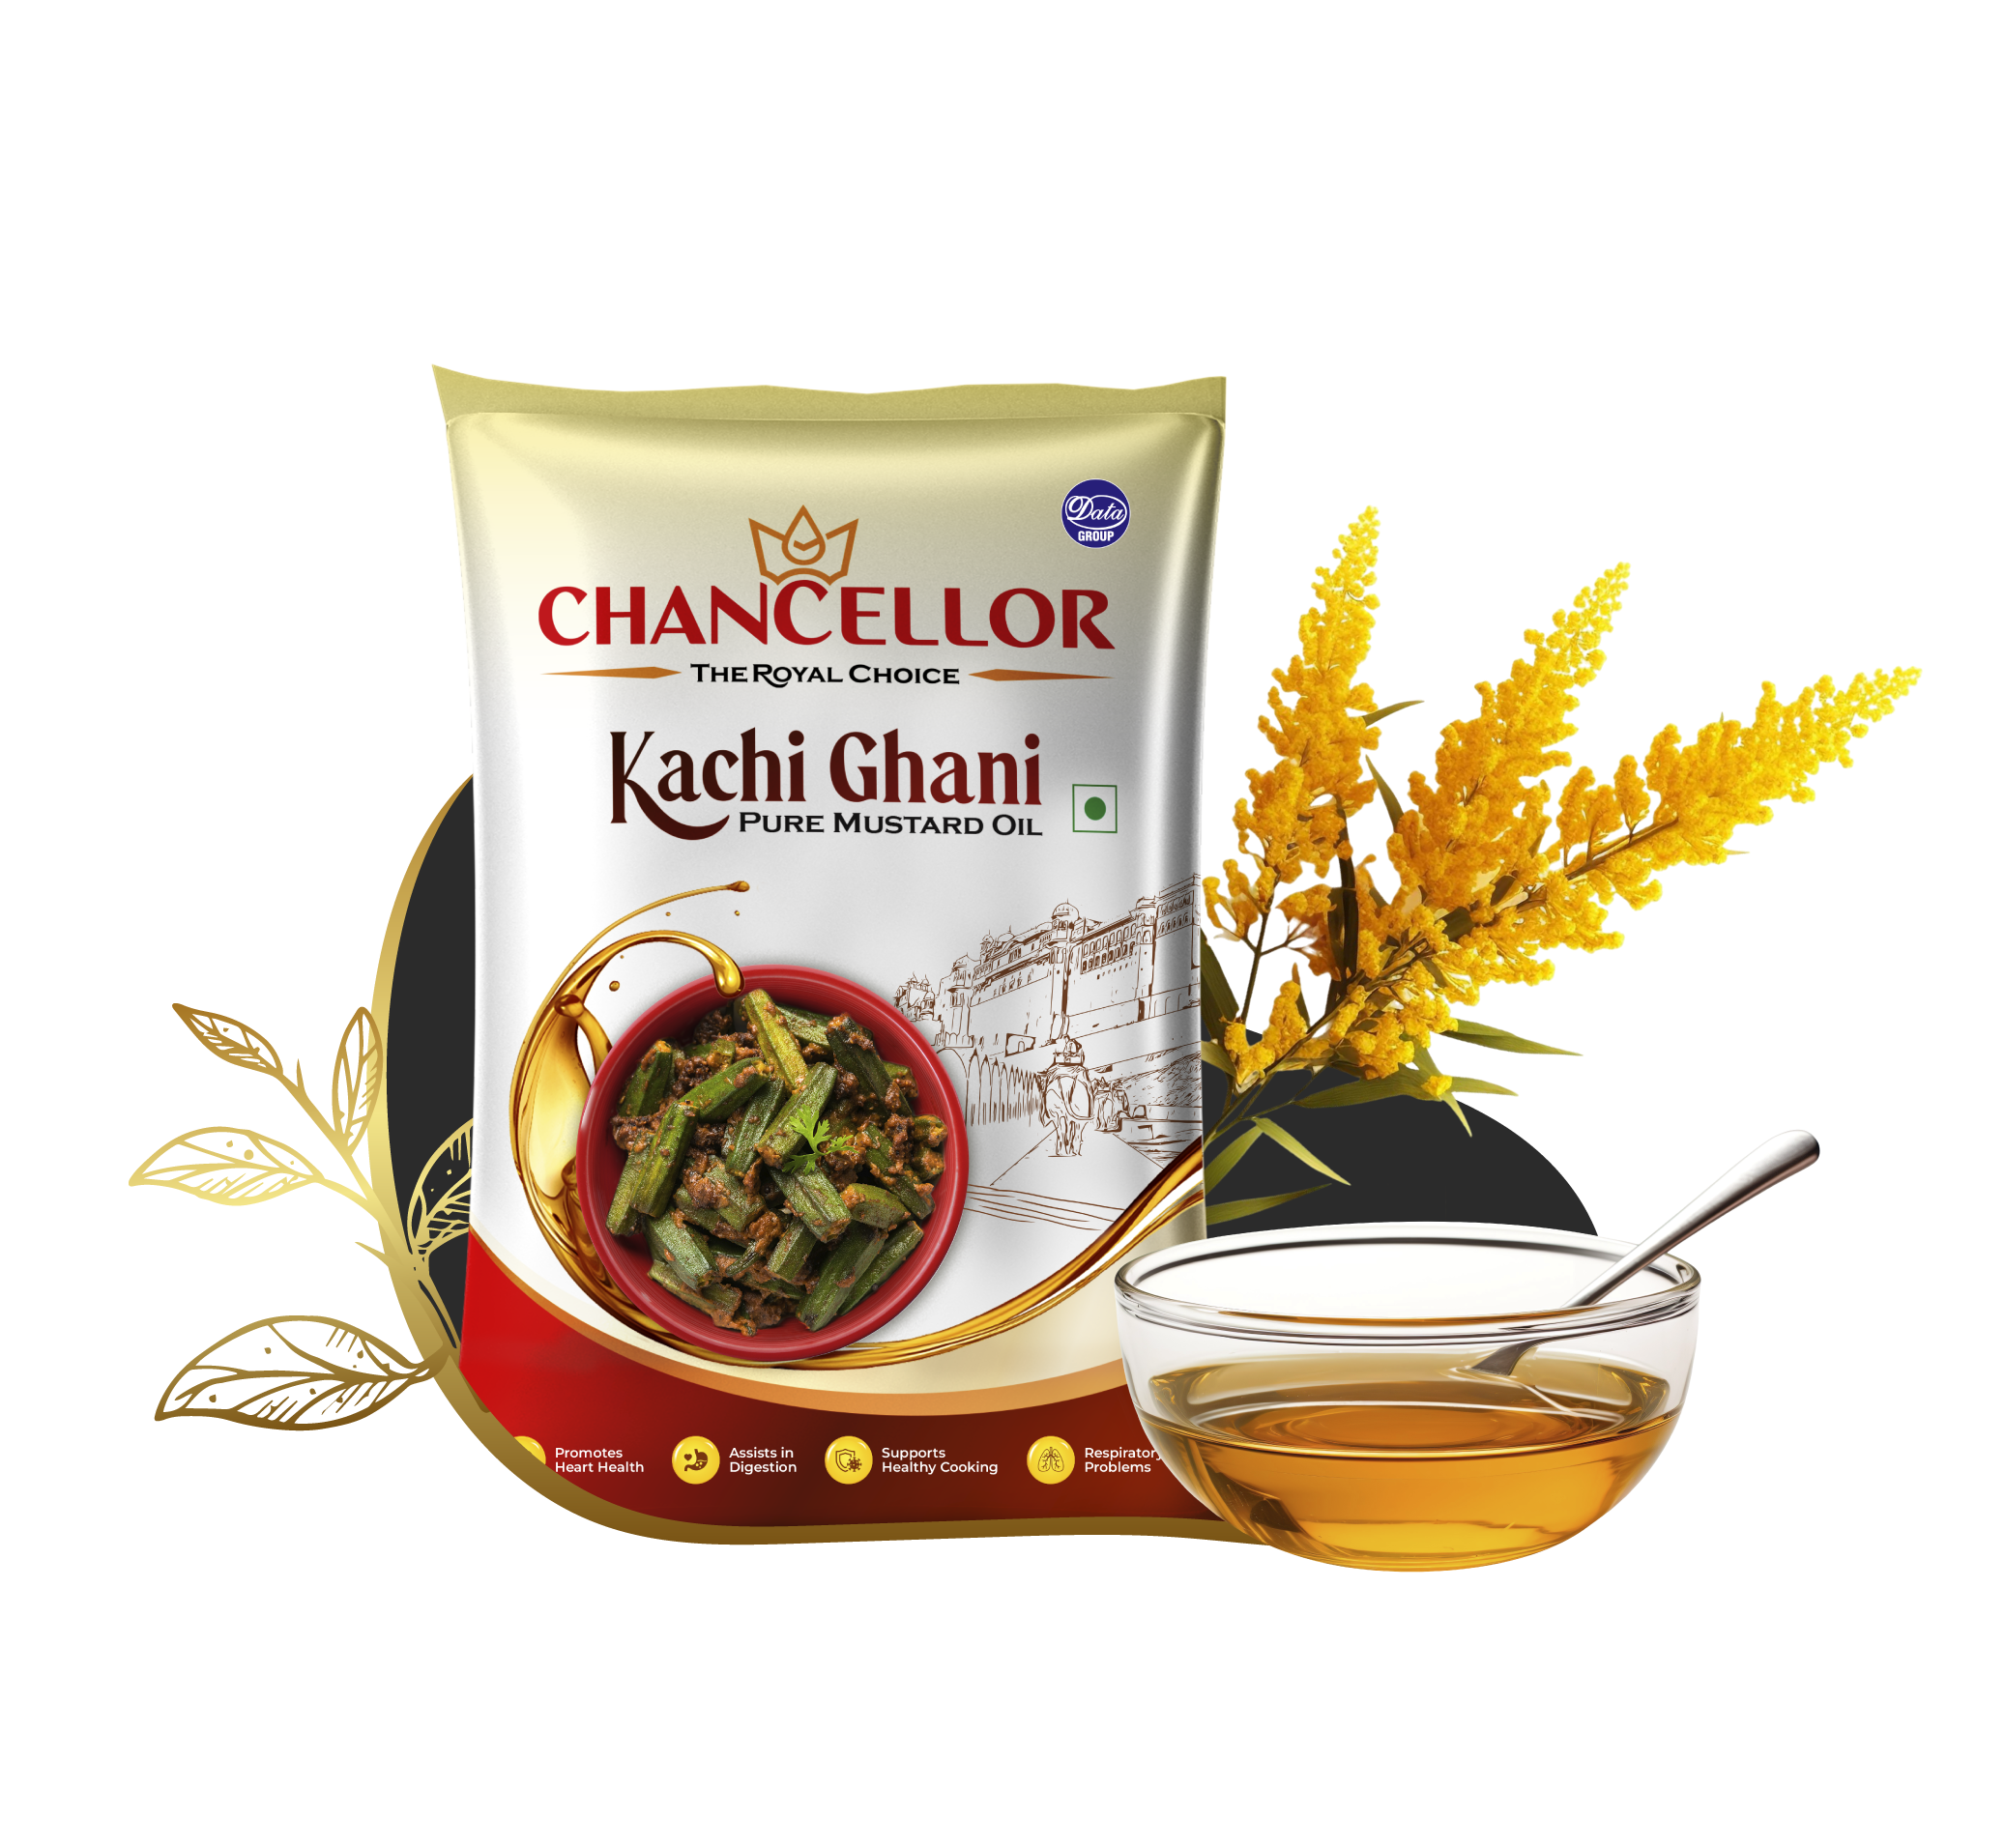 Data
GROUP
CHANCELLOR
THE ROYAL CHOICE
Kachi Ghani
PURE MUSTARD OIL
Promotes
Heart Health
Assists in
Digestion
Supports
Healthy Cooking
Respiratory
Problems